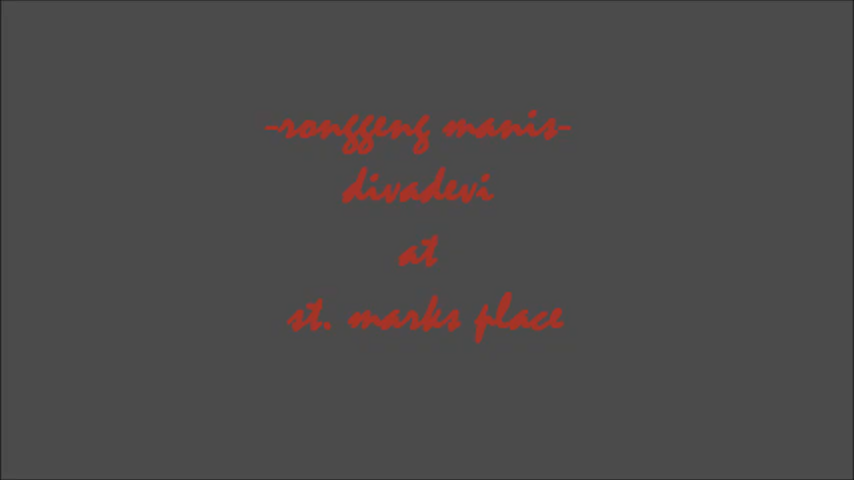 -ronggeng manis-
divadevi
at
st. marks place